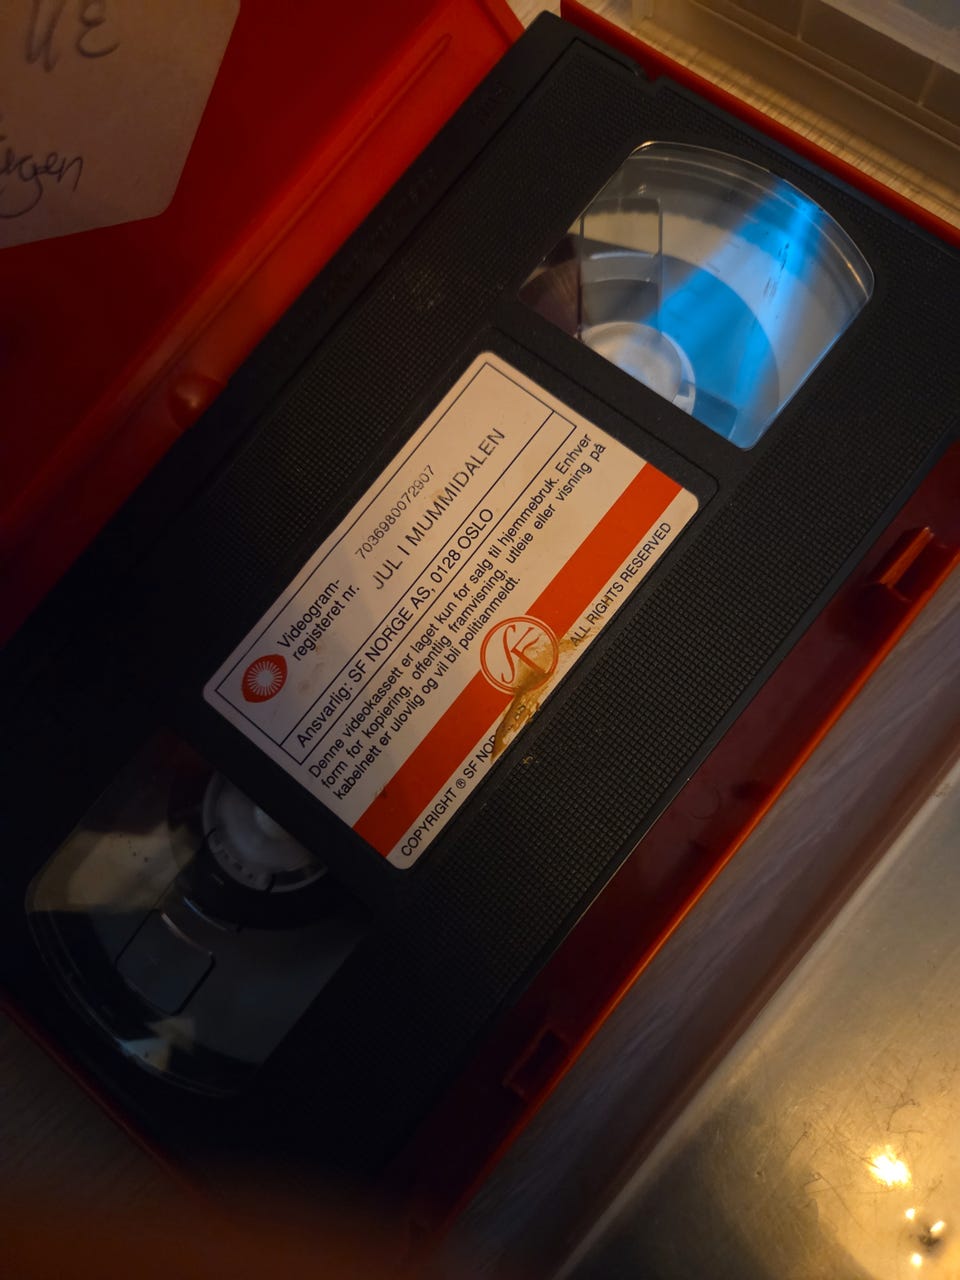 Videogram-
registeret nr.
7036980072907
JUL I MUMMIDALEN
Ansvarlig: SF NORGE AS, 0128 OSLO
Denne videokassett er laget kun for salg til hjemmebruk. Enhver
form for kopiering, offentlig framvisning, utleie eller visning på
kabelnett er ulovlig og vil bli politianmeldt.
SF
COPYRIGHT ® SF NOR AS ALL RIGHTS RESERVED